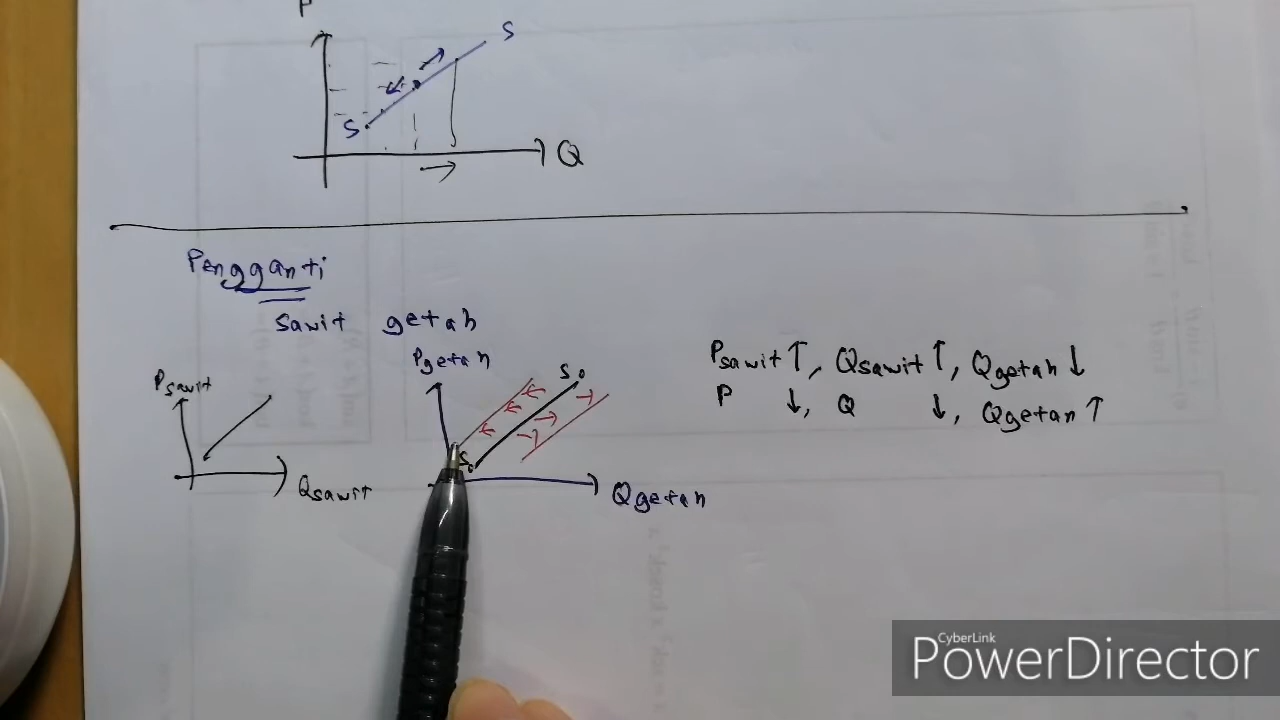 P
S
S
Q
Pengganti
Sawit getah
Psawit
Qsawit
Pgetah
S₀
S₀
Qgetah
Psawit ↑, Qsawit ↑, Qgetah ↓
P ↓, Q ↓, Qgetah ↑
CyberLink
PowerDirector